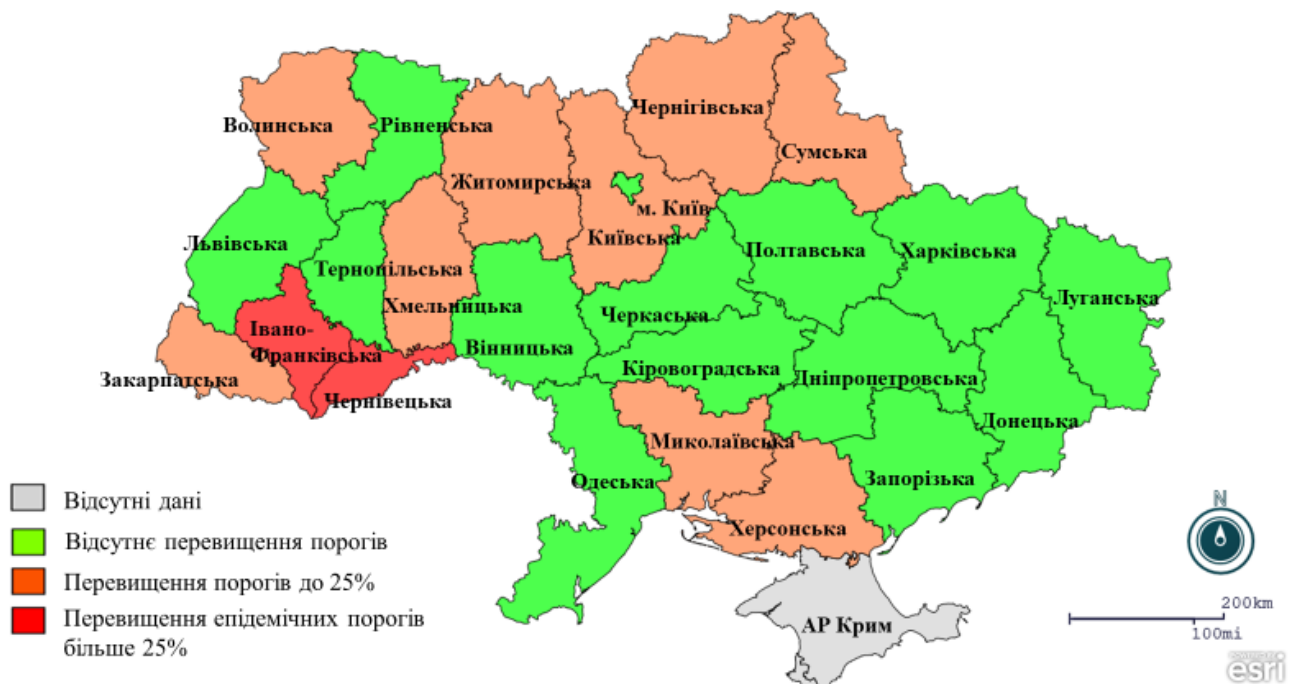 Чернігівська
Волинська
Рівненська
Сумська
Житомирська
м. Київ
Київська
Львівська
Полтавська
Харківська
Тернопільська
Хмельницька
Луганська
Черкаська
Івано-
Франківська
Вінницька
Кіровоградська
Дніпропетровська
Закарпатська
Чернівецька
Донецька
Миколаївська
Одеська
Запорізька
Херсонська
АР Крим
Відсутні дані
Відсутнє перевищення порогів
Перевищення порогів до 25%
Перевищення епідемічних порогів
більше 25%
N
200km
100mi
esri